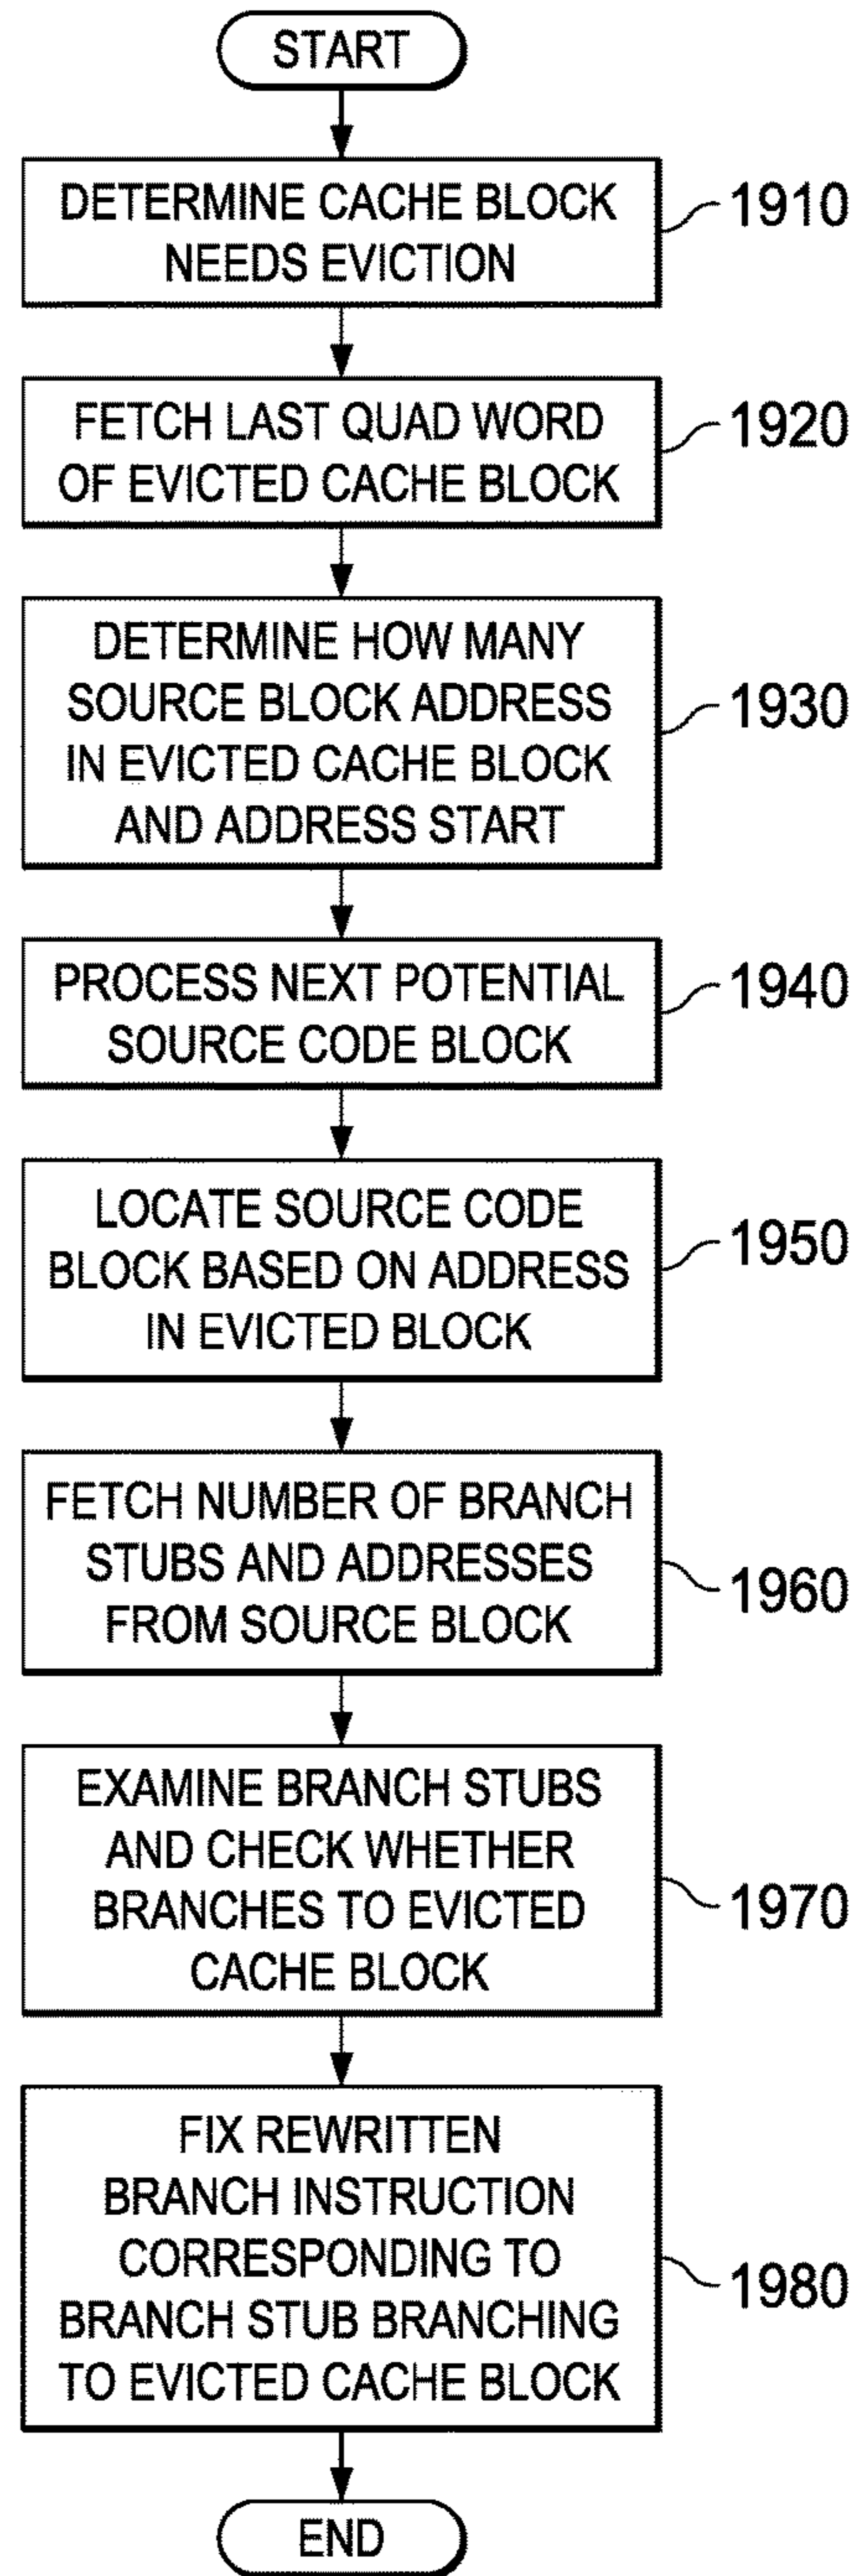 START
DETERMINE CACHE BLOCK
NEEDS EVICTION
1910
FETCH LAST QUAD WORD
OF EVICTED CACHE BLOCK
1920
DETERMINE HOW MANY
SOURCE BLOCK ADDRESS
IN EVICTED CACHE BLOCK
AND ADDRESS START
1930
PROCESS NEXT POTENTIAL
SOURCE CODE BLOCK
1940
LOCATE SOURCE CODE
BLOCK BASED ON ADDRESS
IN EVICTED BLOCK
1950
FETCH NUMBER OF BRANCH
STUBS AND ADDRESSES
FROM SOURCE BLOCK
1960
EXAMINE BRANCH STUBS
AND CHECK WHETHER
BRANCHES TO EVICTED
CACHE BLOCK
1970
FIX REWRITTEN
BRANCH INSTRUCTION
CORRESPONDING TO
BRANCH STUB BRANCHING
TO EVICTED CACHE BLOCK
1980
END